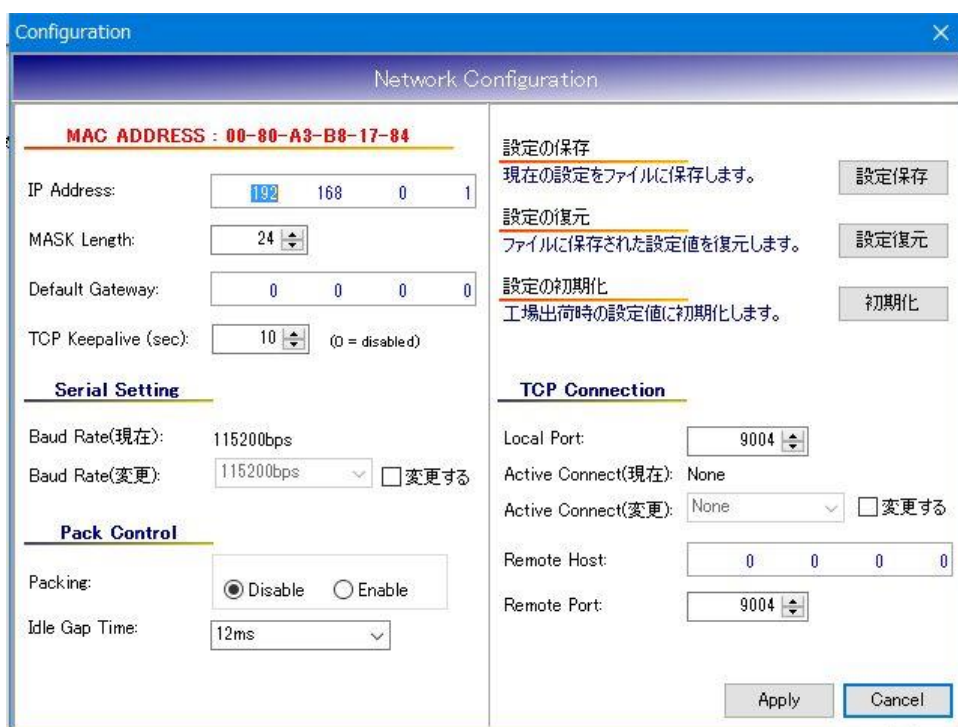 Configuration
Network Configuration
MAC ADDRESS : 00-80-A3-B8-17-84
IP Address: 192 168 0 1
MASK Length: 24
Default Gateway: 0 0 0 0
TCP Keepalive (sec): 10 (0 = disabled)
Serial Setting
Baud Rate(現在): 115200bps
Baud Rate(変更): 115200bps 変更する
Pack Control
Packing: Disable Enable
Idle Gap Time: 12ms
設定の保存
現在の設定をファイルに保存します。 設定保存
設定の復元
ファイルに保存された設定値を復元します。 設定復元
設定の初期化
工場出荷時の設定値に初期化します。 初期化
TCP Connection
Local Port: 9004
Active Connect(現在): None
Active Connect(変更): None 変更する
Remote Host: 0 0 0 0
Remote Port: 9004
Apply Cancel